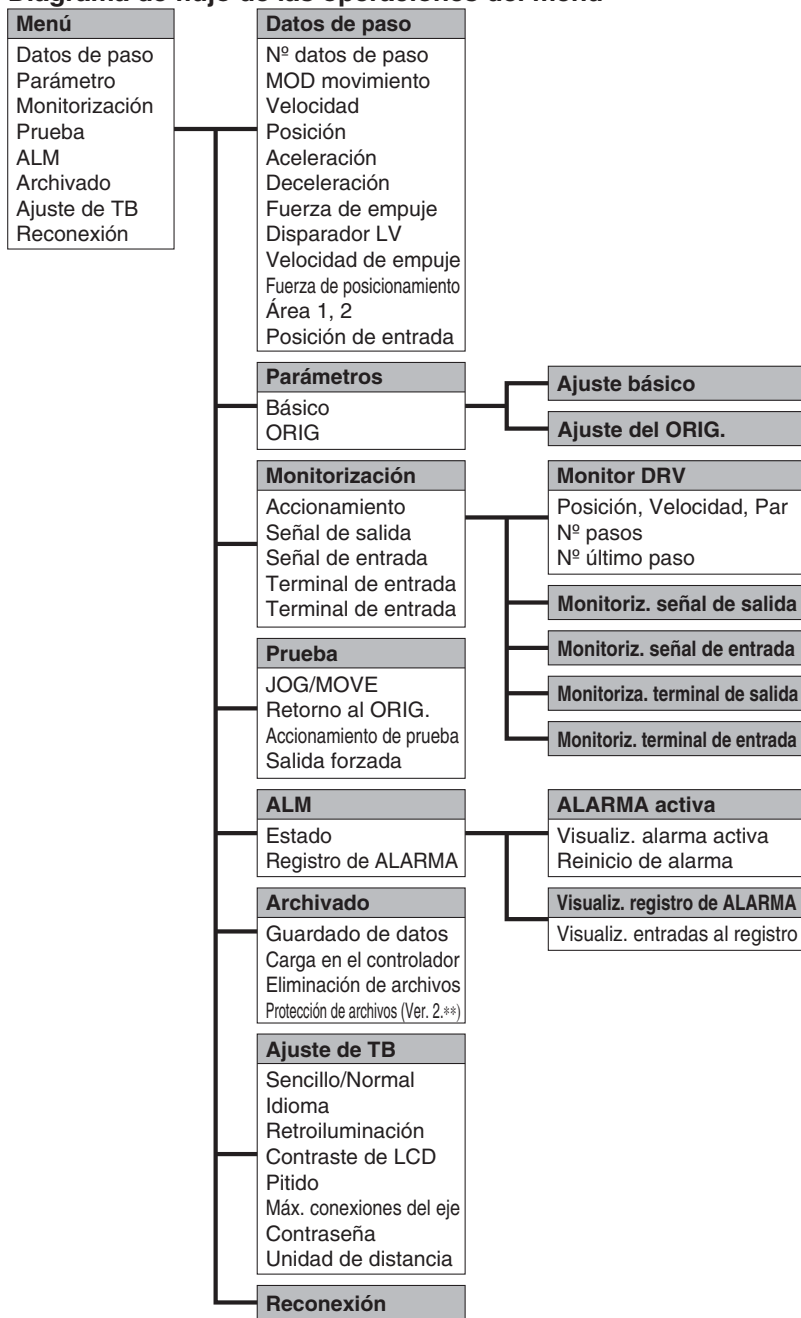 Diagrama de flujo de las operaciones del menú
Menú
Datos de paso
Parámetro
Monitorización
Prueba
ALM
Archivado
Ajuste de TB
Reconexión
Datos de paso
Nº datos de paso
MOD movimiento
Velocidad
Posición
Aceleración
Deceleración
Fuerza de empuje
Disparador LV
Velocidad de empuje
Fuerza de posicionamiento
Área 1, 2
Posición de entrada
Parámetros
Básico
ORIG
Ajuste básico
Ajuste del ORIG.
Monitorización
Accionamiento
Señal de salida
Señal de entrada
Terminal de entrada
Terminal de entrada
Monitor DRV
Posición, Velocidad, Par
Nº pasos
Nº último paso
Monitoriz. señal de salida
Monitoriz. señal de entrada
Monitoriza. terminal de salida
Monitoriz. terminal de entrada
Prueba
JOG/MOVE
Retorno al ORIG.
Accionamiento de prueba
Salida forzada
ALM
Estado
Registro de ALARMA
ALARMA activa
Visualiz. alarma activa
Reinicio de alarma
Visualiz. registro de ALARMA
Visualiz. entradas al registro
Archivado
Guardado de datos
Carga en el controlador
Eliminación de archivos
Protección de archivos (Ver. 2.**)
Ajuste de TB
Sencillo/Normal
Idioma
Retroiluminación
Contraste de LCD
Pitido
Máx. conexiones del eje
Contraseña
Unidad de distancia
Reconexión